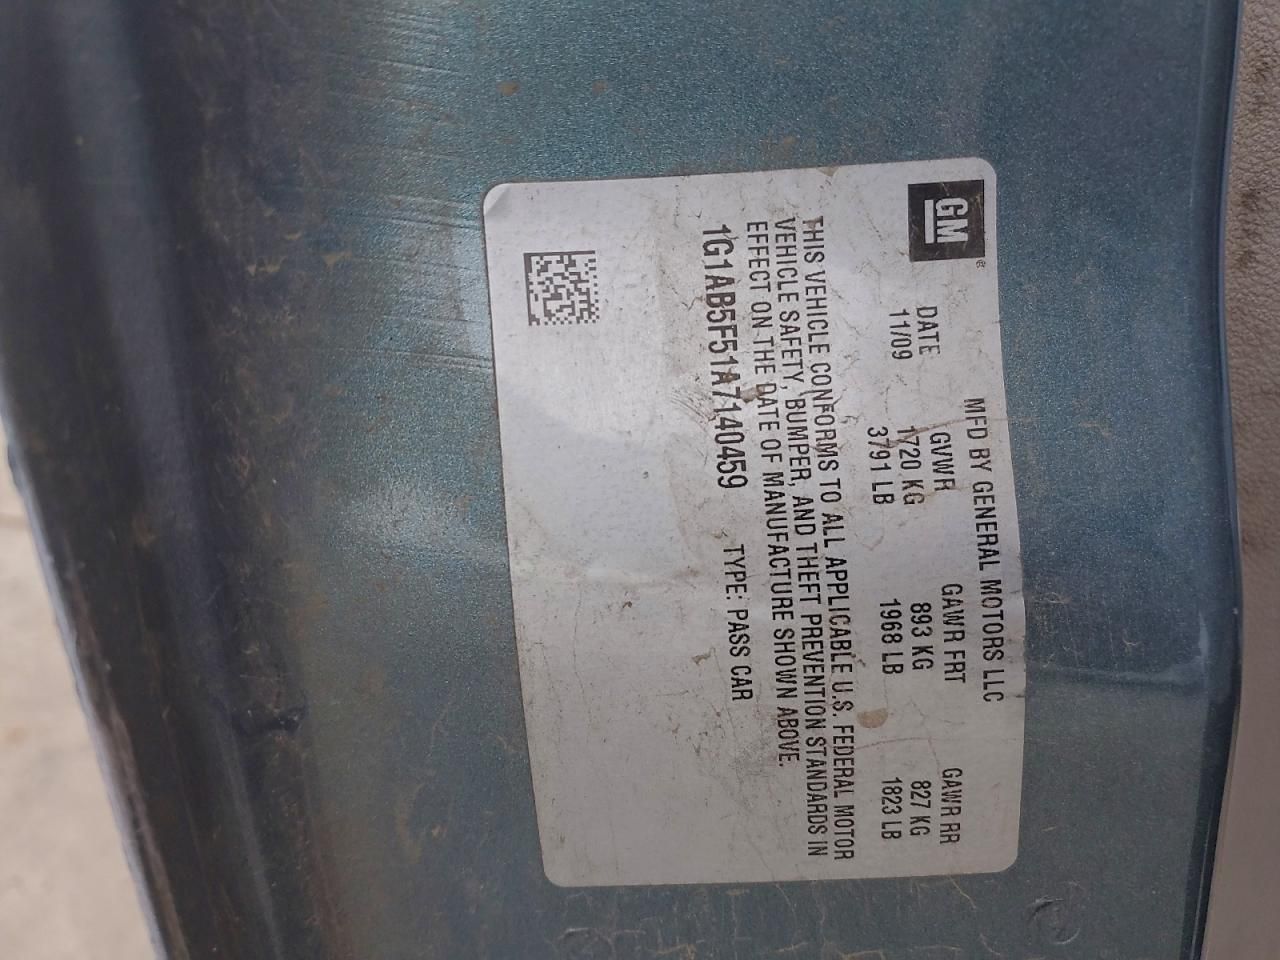 GM
MFD BY GENERAL MOTORS LLC
DATE GVWR GAWR FRT GAWR RR
11/09 1720 KG 893 KG 827 KG
3791 LB 1968 LB 1823 LB
THIS VEHICLE CONFORMS TO ALL APPLICABLE U.S. FEDERAL MOTOR
VEHICLE SAFETY, BUMPER, AND THEFT PREVENTION STANDARDS IN
EFFECT ON THE DATE OF MANUFACTURE SHOWN ABOVE.
1G1AB5F51A7140459 TYPE: PASS CAR